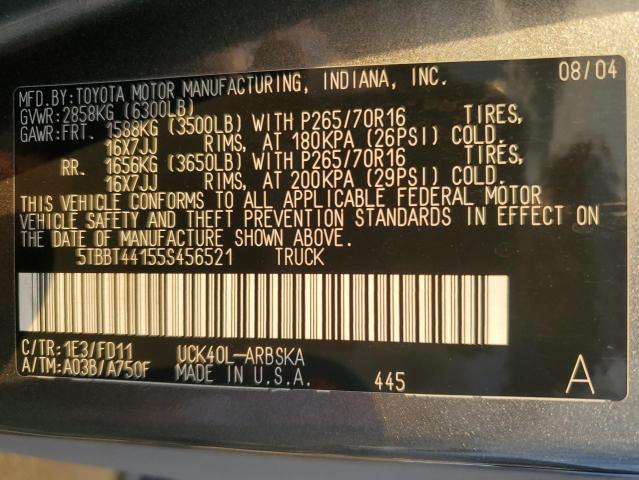 MFD.BY:TOYOTA MOTOR MANUFACTURING, INDIANA, INC. 08/04
GVWR:2858KG (6300LB)
GAWR:FRT. 1588KG (3500LB) WITH P265/70R16 TIRES,
16X7JJ RIMS, AT 180KPA (26PSI) COLD.
RR. 1656KG (3650LB) WITH P265/70R16 TIRES,
16X7JJ RIMS, AT 200KPA (29PSI) COLD.
THIS VEHICLE CONFORMS TO ALL APPLICABLE FEDERAL MOTOR
VEHICLE SAFETY AND THEFT PREVENTION STANDARDS IN EFFECT ON
THE DATE OF MANUFACTURE SHOWN ABOVE.
5TBBT44155S456521 TRUCK
C/TR:1E3/FD11 UCK40L-ARBSKA
A/TM:A03B/A750F MADE IN U.S.A. 445 A